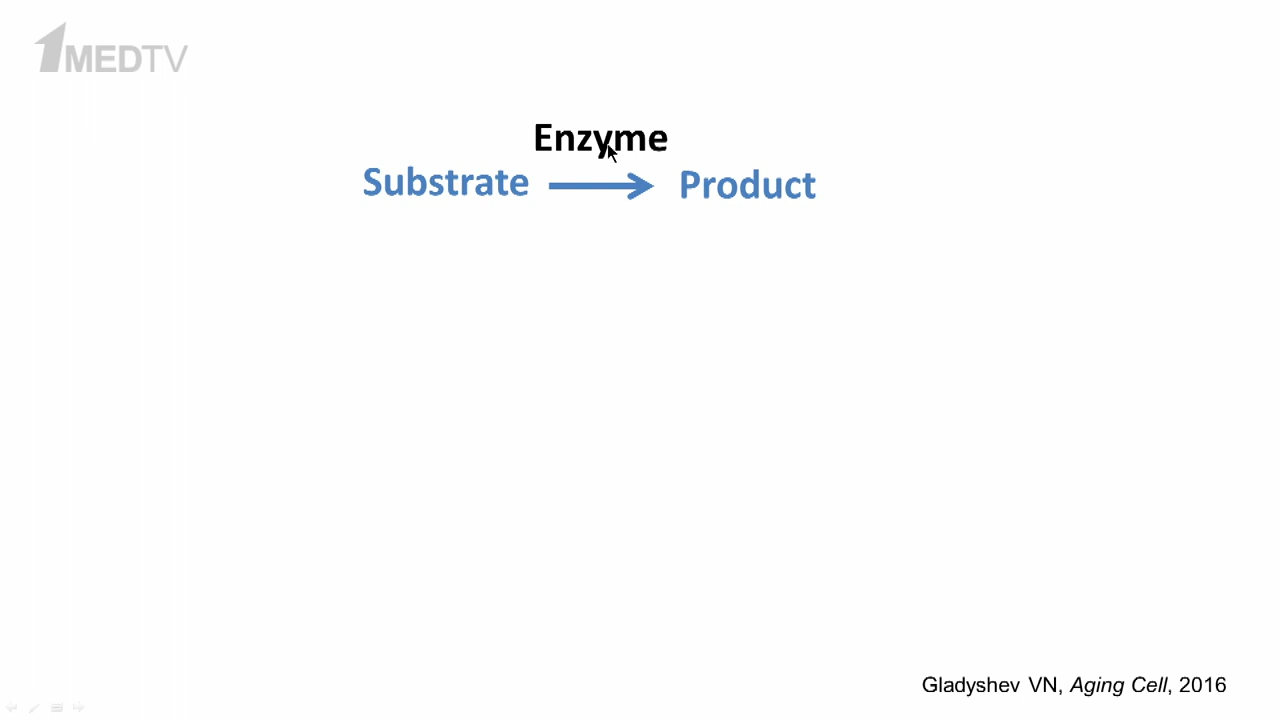 1MEDTV
Enzyme
Substrate → Product
Gladyshev VN, Aging Cell, 2016